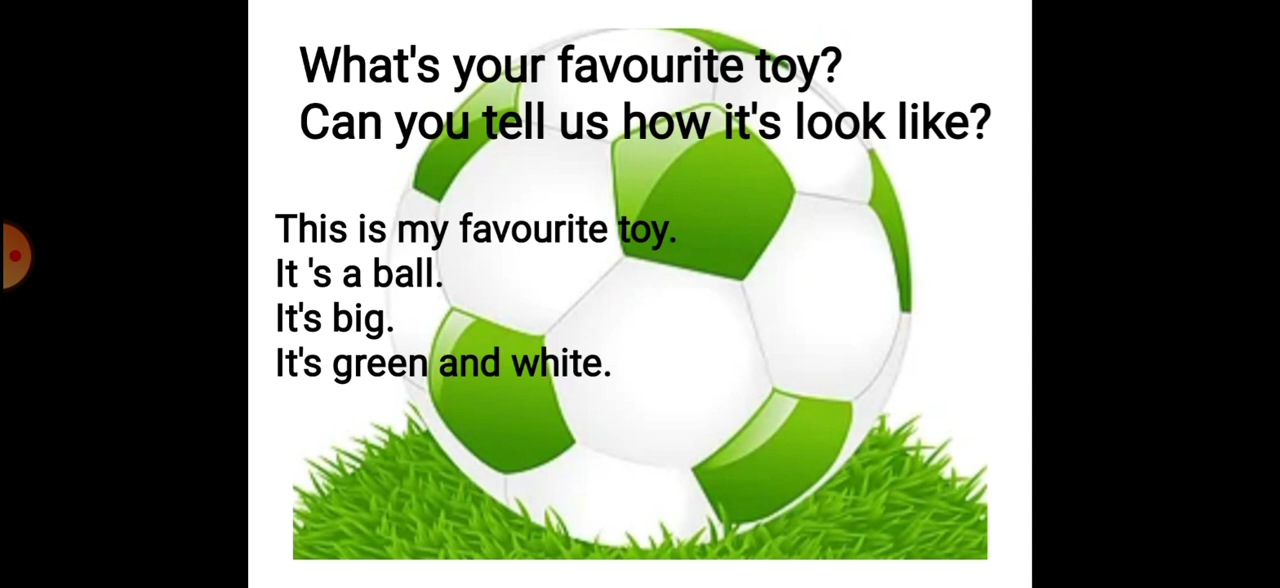 What's your favourite toy?
Can you tell us how it's look like?
This is my favourite toy.
It 's a ball.
It's big.
It's green and white.